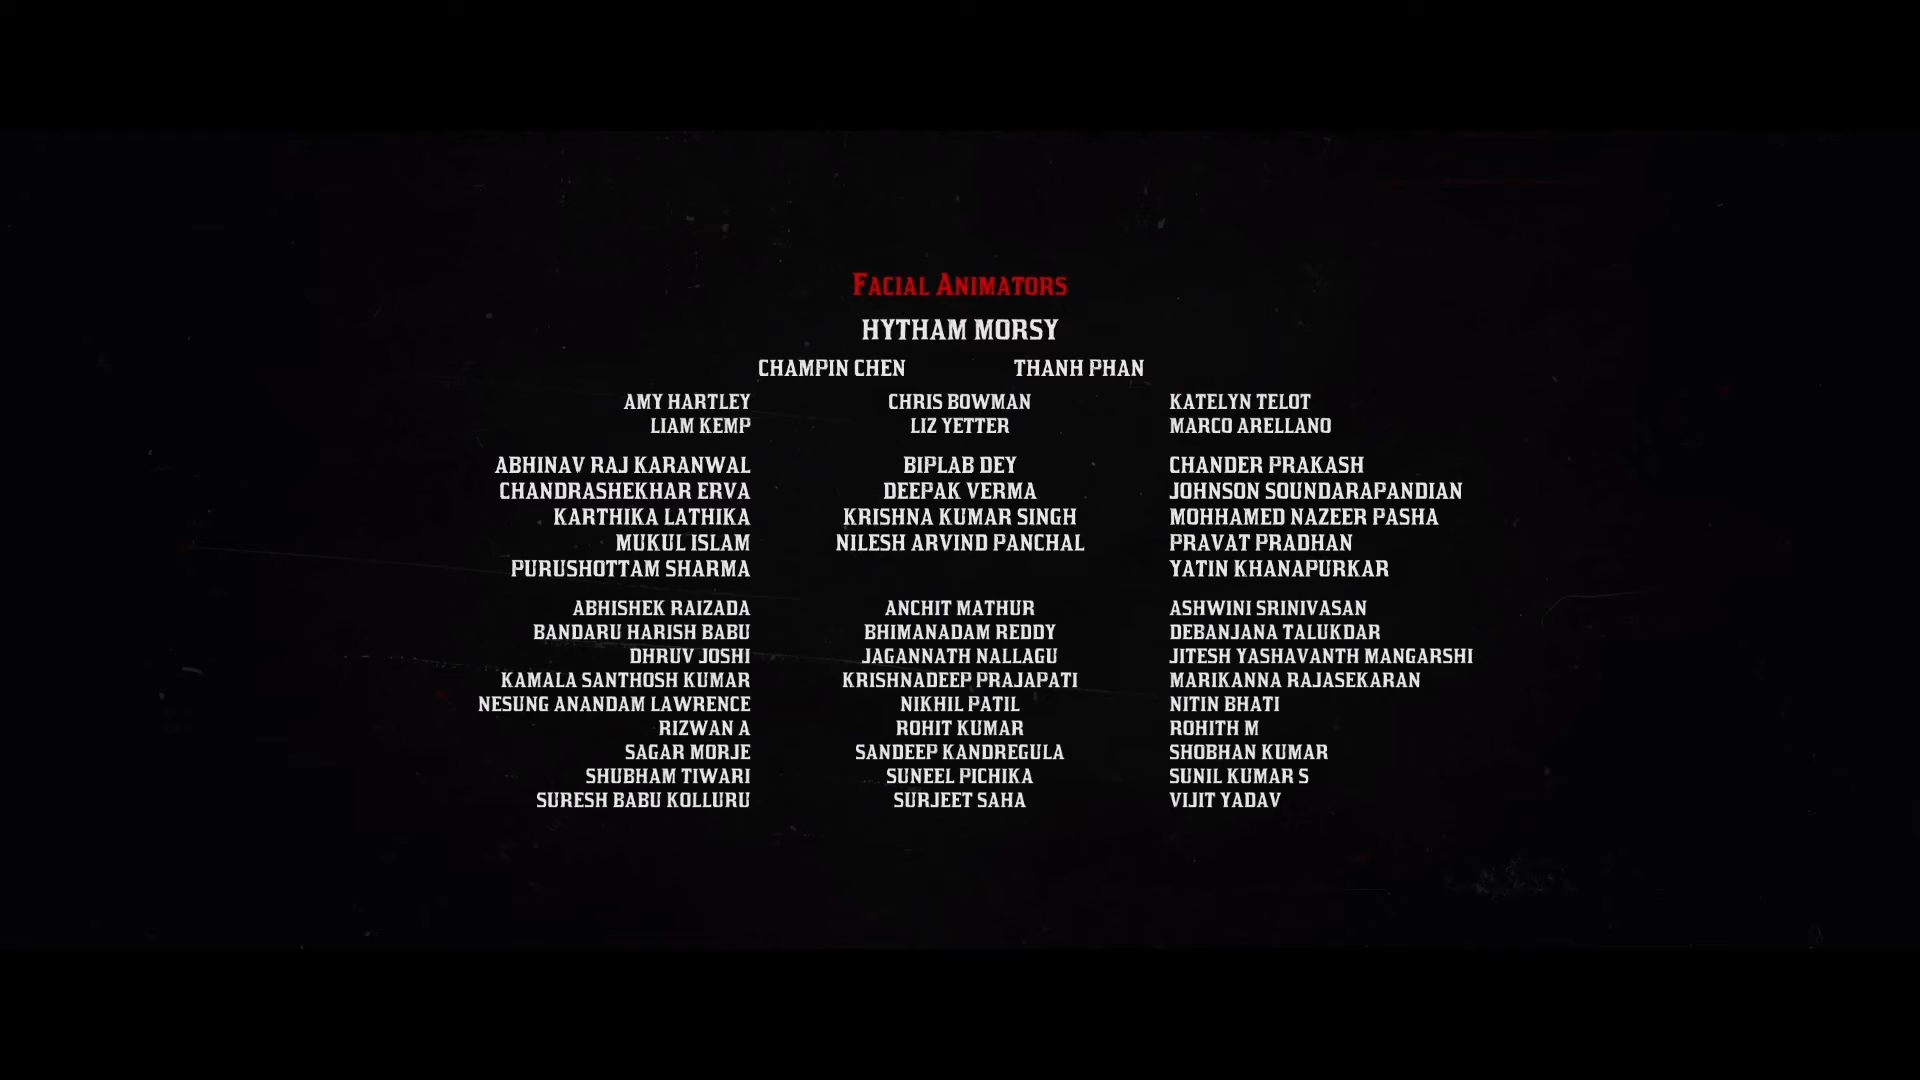 FACIAL ANIMATORS
HYTHAM MORSY
CHAMPIN CHEN THANH PHAN
AMY HARTLEY CHRIS BOWMAN KATELYN TELOT
LIAM KEMP LIZ YETTER MARCO ARELLANO
ABHINAV RAJ KARANWAL BIPLAB DEY CHANDER PRAKASH
CHANDRASHEKHAR ERVA DEEPAK VERMA JOHNSON SOUNDARAPANDIAN
KARTHIKA LATHIKA KRISHNA KUMAR SINGH MOHHAMED NAZEER PASHA
MUKUL ISLAM NILESH ARVIND PANCHAL PRAVAT PRADHAN
PURUSHOTTAM SHARMA YATIN KHANAPURKAR
ABHISHEK RAIZADA ANCHIT MATHUR ASHWINI SRINIVASAN
BANDARU HARISH BABU BHIMANADAM REDDY DEBANJANA TALUKDAR
DHRUV JOSHI JAGANNATH NALLAGU JITESH YASHAVANTH MANGARSHI
KAMALA SANTHOSH KUMAR KRISHNADEEP PRAJAPATI MARIKANNA RAJASEKARAN
NESUNG ANANDAM LAWRENCE NIKHIL PATIL NITIN BHATI
RIZWAN A ROHIT KUMAR ROHITH M
SAGAR MORJE SANDEEP KANDREGULA SHOBHAN KUMAR
SHUBHAM TIWARI SUNEEL PICHIKA SUNIL KUMAR S
SURESH BABU KOLLURU SURJEET SAHA VIJIT YADAV